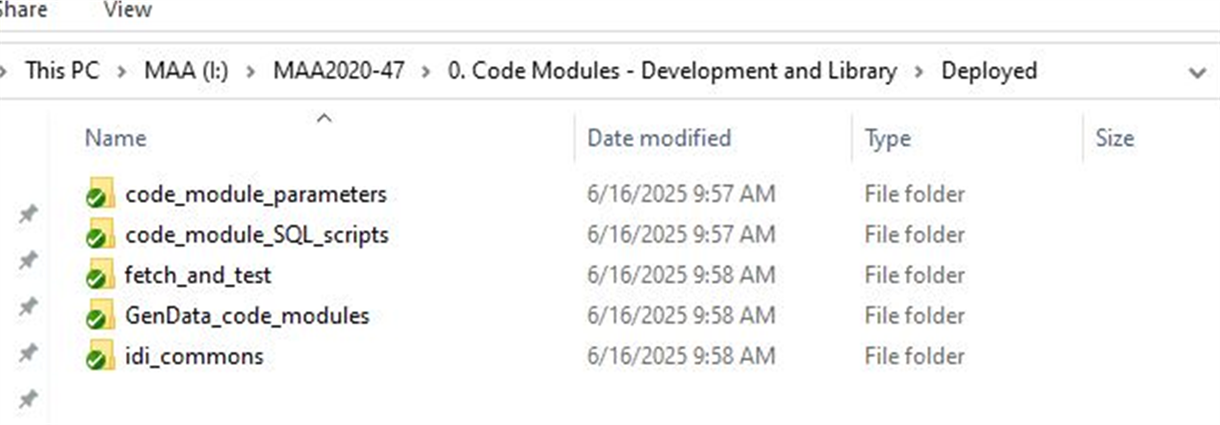 Share View
This PC > MAA (I:) > MAA2020-47 > 0. Code Modules - Development and Library > Deployed
Name Date modified Type Size
code_module_parameters 6/16/2025 9:57 AM File folder
code_module_SQL_scripts 6/16/2025 9:57 AM File folder
fetch_and_test 6/16/2025 9:58 AM File folder
GenData_code_modules 6/16/2025 9:58 AM File folder
idi_commons 6/16/2025 9:58 AM File folder